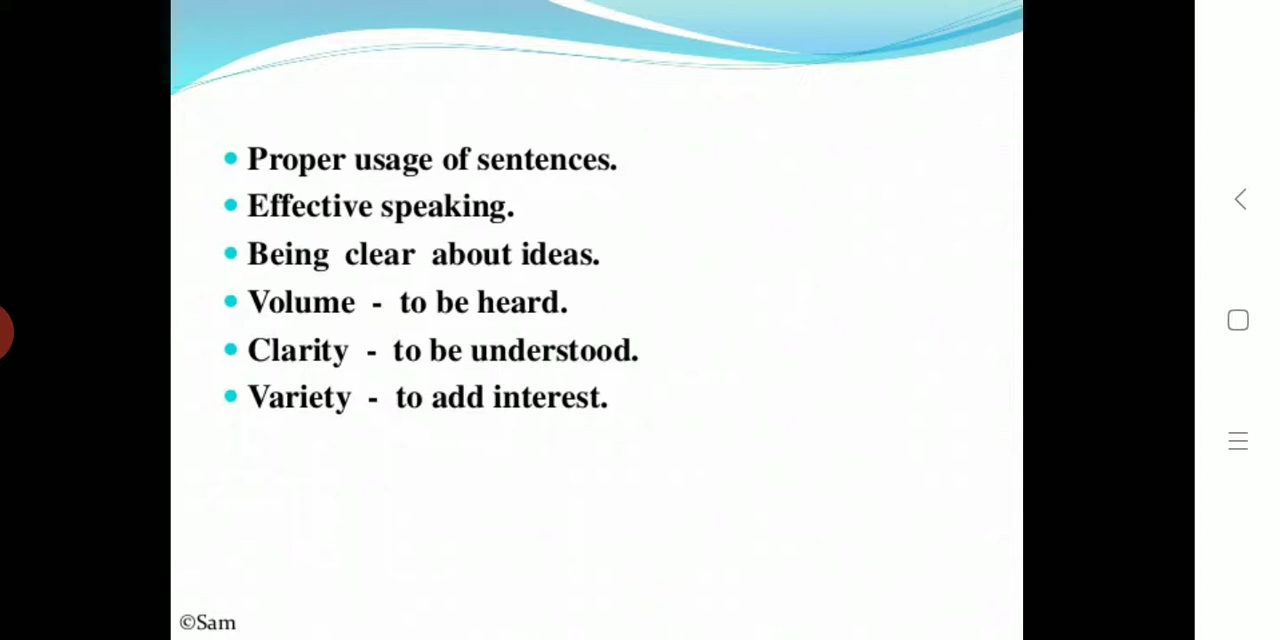 Proper usage of sentences.
Effective speaking.
Being clear about ideas.
Volume - to be heard.
Clarity - to be understood.
Variety - to add interest.
©Sam